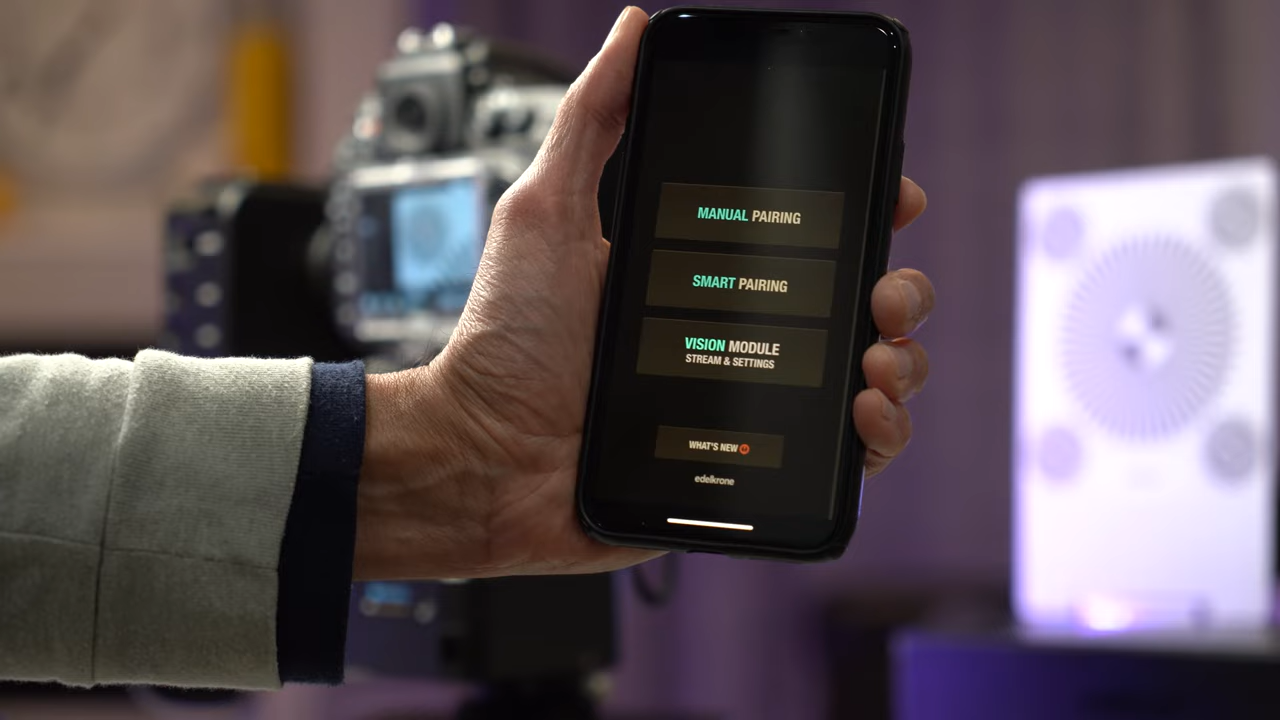 MANUAL PAIRING
SMART PAIRING
VISION MODULE
STREAM & SETTINGS
WHAT'S NEW
edelkrone